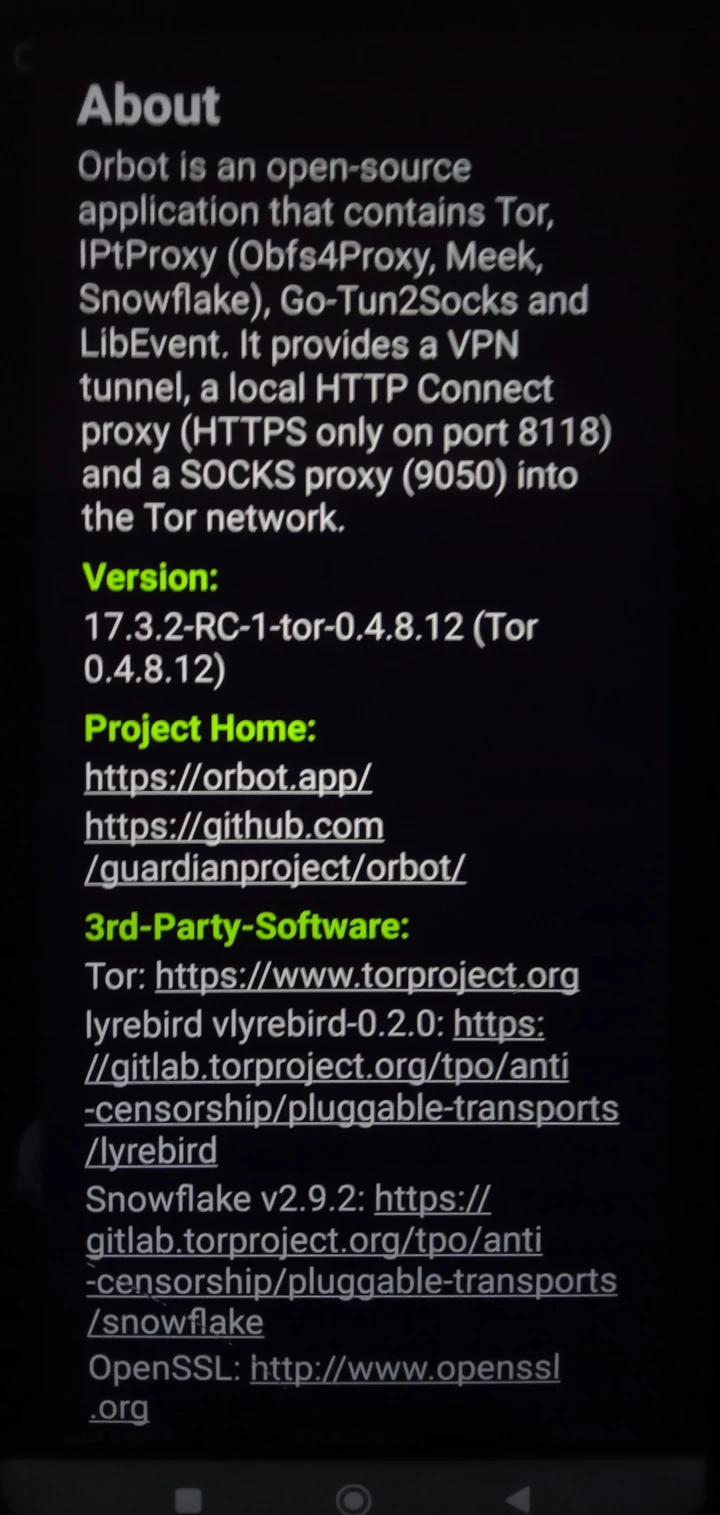 About
Orbot is an open-source
application that contains Tor,
IPtProxy (Obfs4Proxy, Meek,
Snowflake), Go-Tun2Socks and
LibEvent. It provides a VPN
tunnel, a local HTTP Connect
proxy (HTTPS only on port 8118)
and a SOCKS proxy (9050) into
the Tor network.
Version:
17.3.2-RC-1-tor-0.4.8.12 (Tor
0.4.8.12)
Project Home:
https://orbot.app/
https://github.com
/guardianproject/orbot/
3rd-Party-Software:
Tor: https://www.torproject.org
lyrebird vlyrebird-0.2.0: https:
//gitlab.torproject.org/tpo/anti
-censorship/pluggable-transports
/lyrebird
Snowflake v2.9.2: https://
gitlab.torproject.org/tpo/anti
-censorship/pluggable-transports
/snowflake
OpenSSL: http://www.openssl
.org